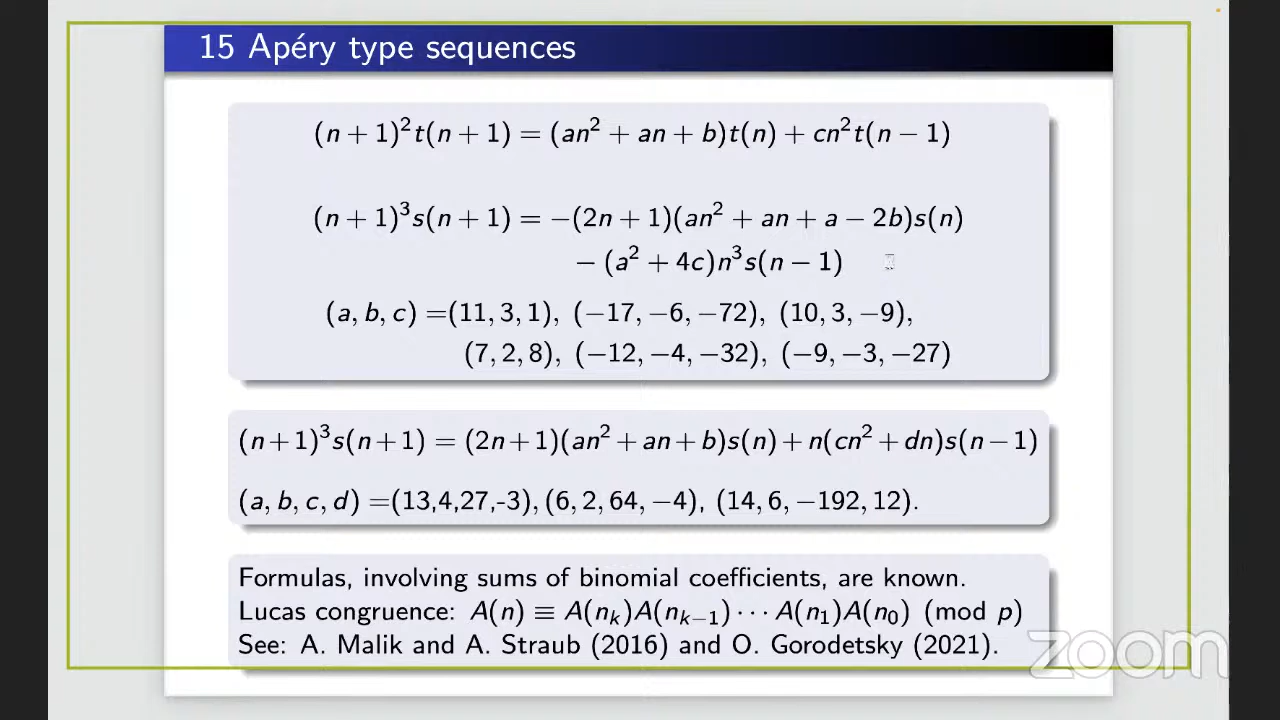 15 Apéry type sequences
(n + 1)²t(n + 1) = (an² + an + b)t(n) + cn²t(n − 1)
(n + 1)³s(n + 1) = −(2n + 1)(an² + an + a − 2b)s(n)
− (a² + 4c)n³s(n − 1)
(a, b, c) =(11, 3, 1), (−17, −6, −72), (10, 3, −9),
(7, 2, 8), (−12, −4, −32), (−9, −3, −27)
(n+1)³s(n+1) = (2n+1)(an² + an + b)s(n) + n(cn² + dn)s(n−1)
(a, b, c, d) =(13,4,27,-3), (6, 2, 64, −4), (14, 6, −192, 12).
Formulas, involving sums of binomial coefficients, are known.
Lucas congruence: A(n) ≡ A(nₖ)A(nₖ₋₁) ··· A(n₁)A(n₀) (mod p)
See: A. Malik and A. Straub (2016) and O. Gorodetsky (2021).
zoom